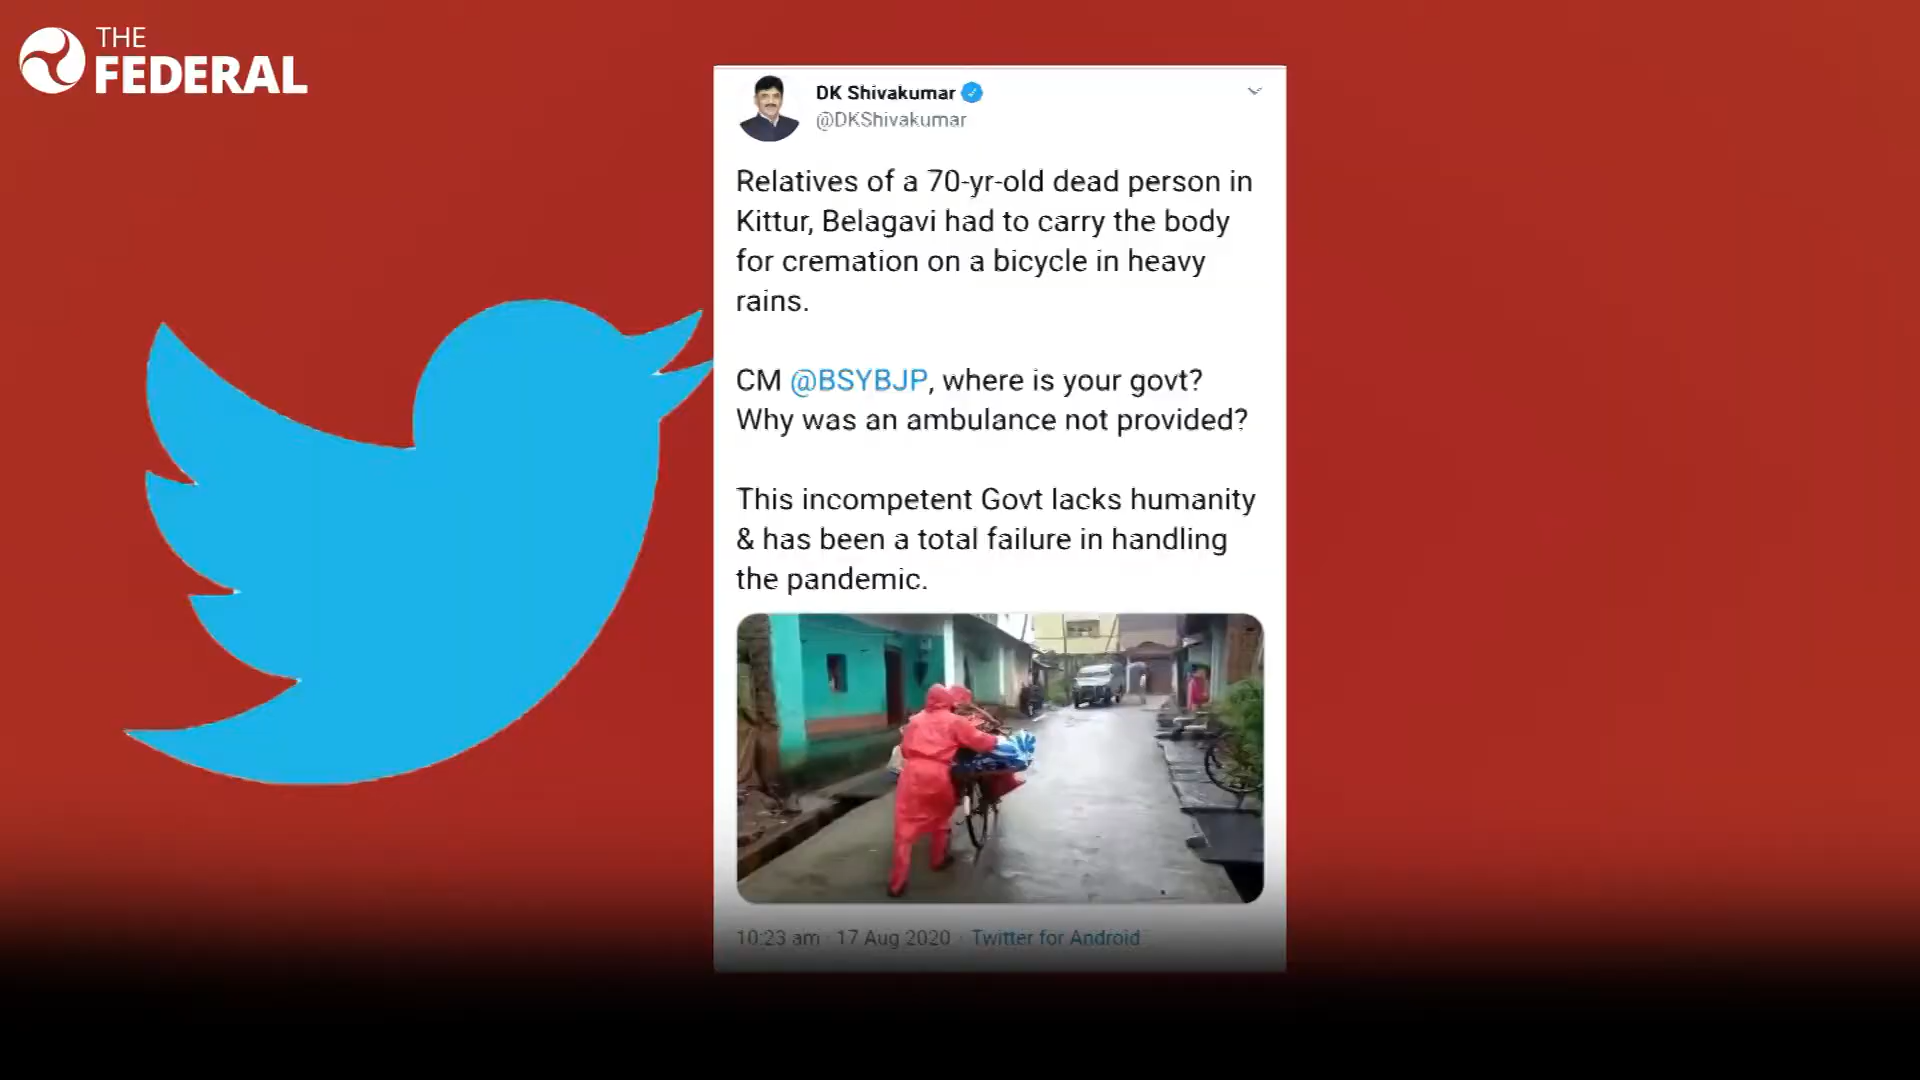 THE
FEDERAL
DK Shivakumar
@DKShivakumar
Relatives of a 70-yr-old dead person in
Kittur, Belagavi had to carry the body
for cremation on a bicycle in heavy
rains.
CM @BSYBJP, where is your govt?
Why was an ambulance not provided?
This incompetent Govt lacks humanity
& has been a total failure in handling
the pandemic.
10:23 am · 17 Aug 2020 · Twitter for Android